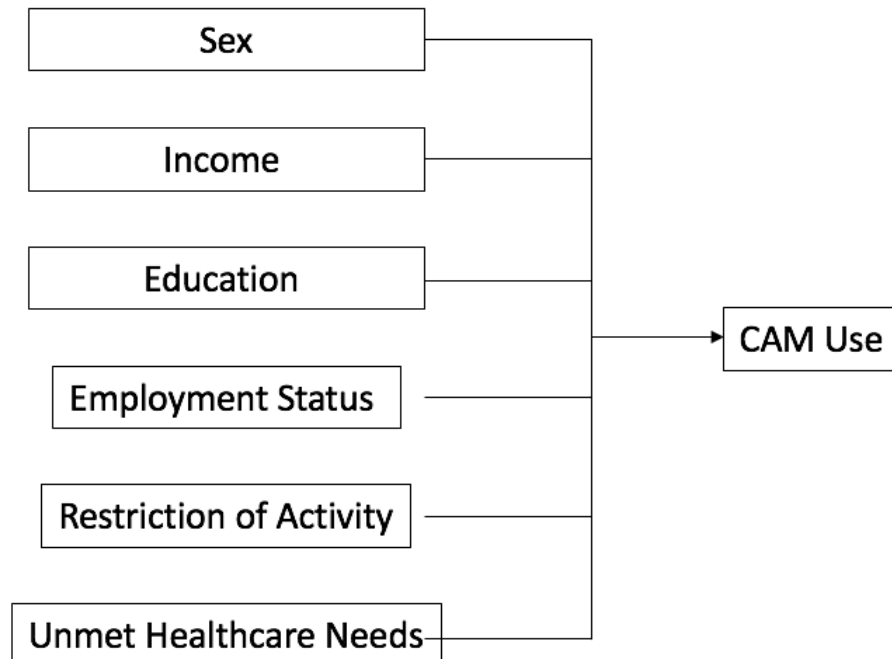 Sex
Income
Education
CAM Use
Employment Status
Restriction of Activity
Unmet Healthcare Needs